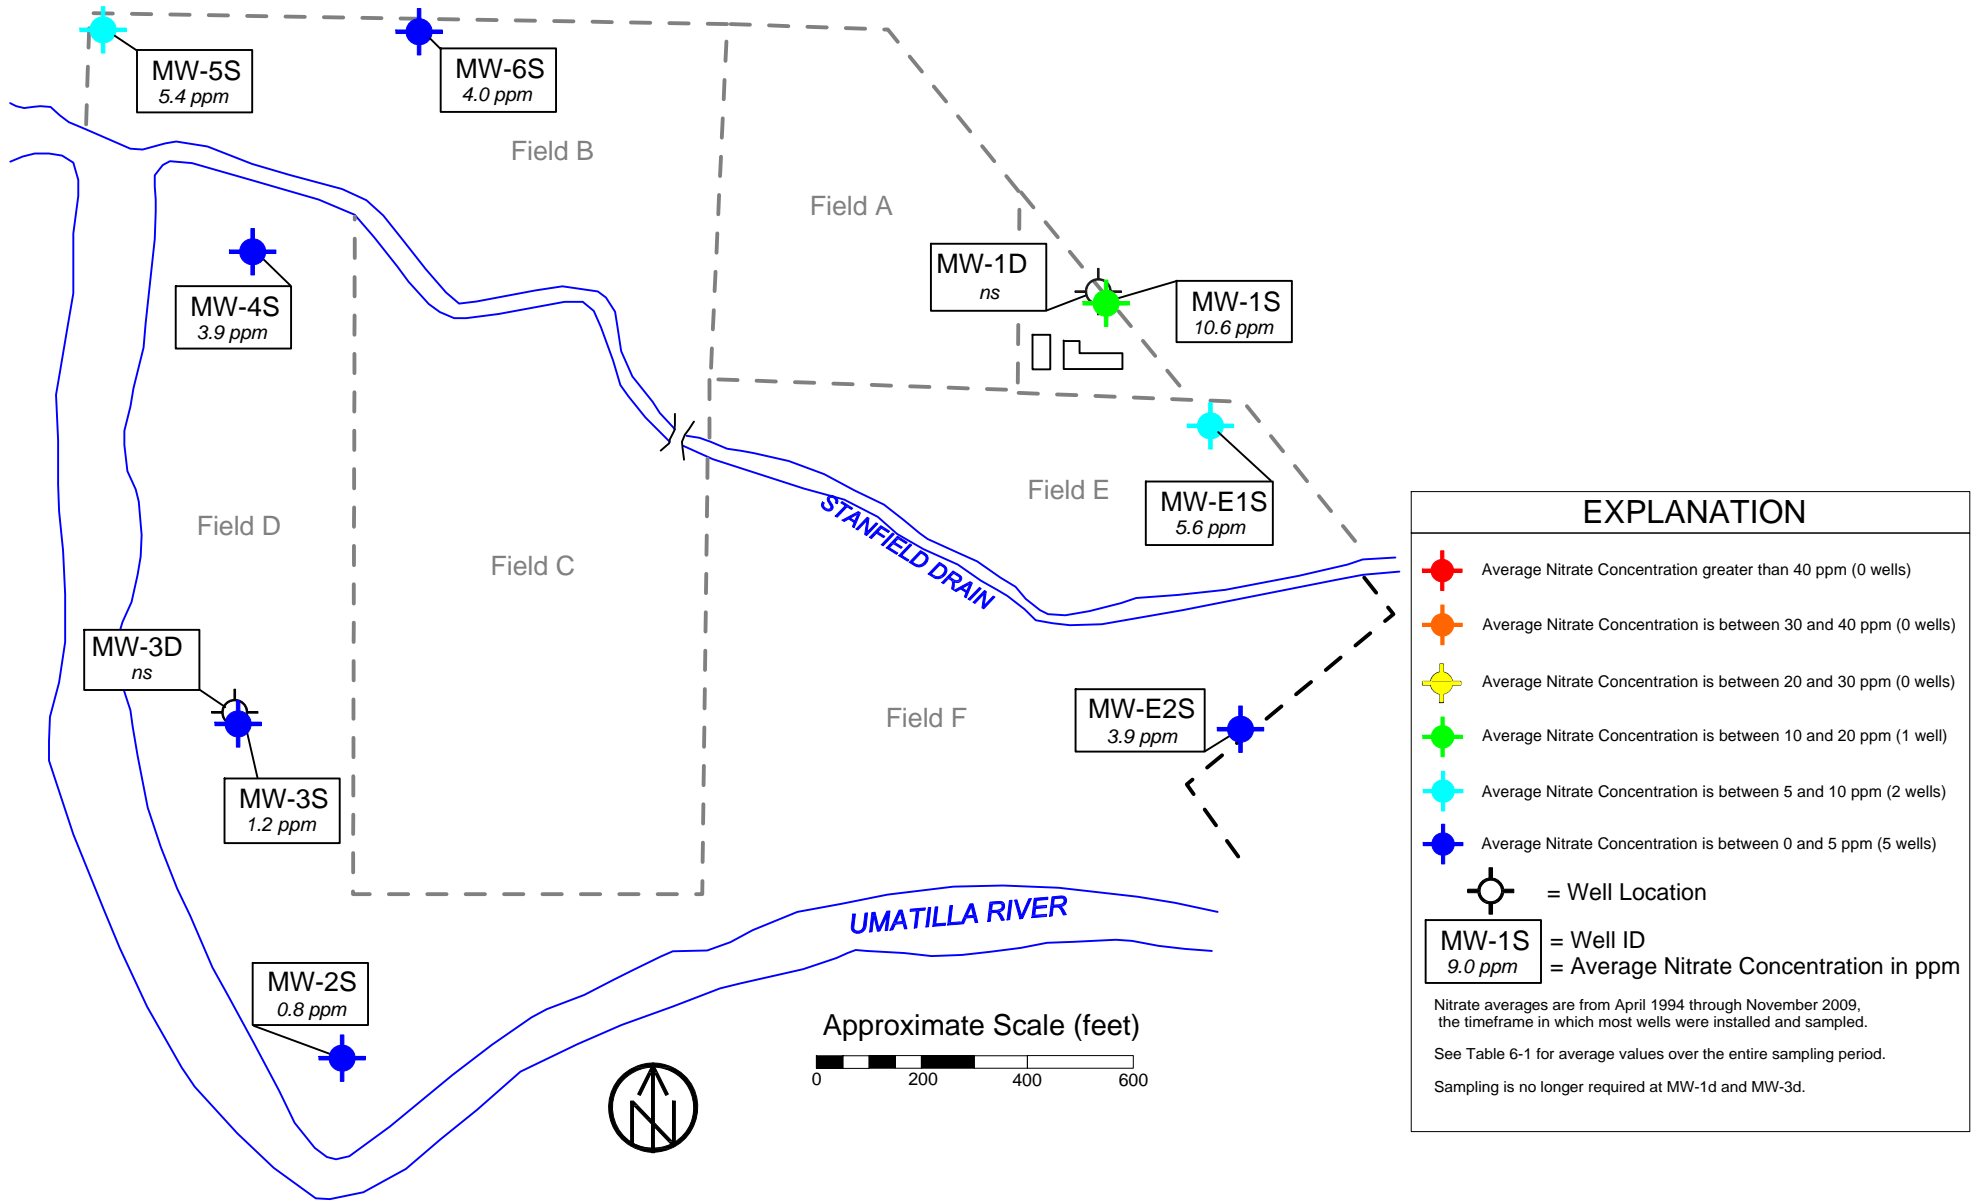 MW-5S
5.4 ppm
MW-6S
4.0 ppm
Field B
Field A
MW-1D
ns
MW-1S
10.6 ppm
MW-4S
3.9 ppm
Field E
MW-E1S
5.6 ppm
Field D
Field C
STANFIELD DRAIN
MW-3D
ns
Field F
MW-E2S
3.9 ppm
MW-3S
1.2 ppm
UMATILLA RIVER
MW-2S
0.8 ppm
Approximate Scale (feet)
0 200 400 600
N
EXPLANATION
Average Nitrate Concentration greater than 40 ppm (0 wells)
Average Nitrate Concentration is between 30 and 40 ppm (0 wells)
Average Nitrate Concentration is between 20 and 30 ppm (0 wells)
Average Nitrate Concentration is between 10 and 20 ppm (1 well)
Average Nitrate Concentration is between 5 and 10 ppm (2 wells)
Average Nitrate Concentration is between 0 and 5 ppm (5 wells)
= Well Location
MW-1S = Well ID
9.0 ppm = Average Nitrate Concentration in ppm
Nitrate averages are from April 1994 through November 2009,
the timeframe in which most wells were installed and sampled.
See Table 6-1 for average values over the entire sampling period.
Sampling is no longer required at MW-1d and MW-3d.